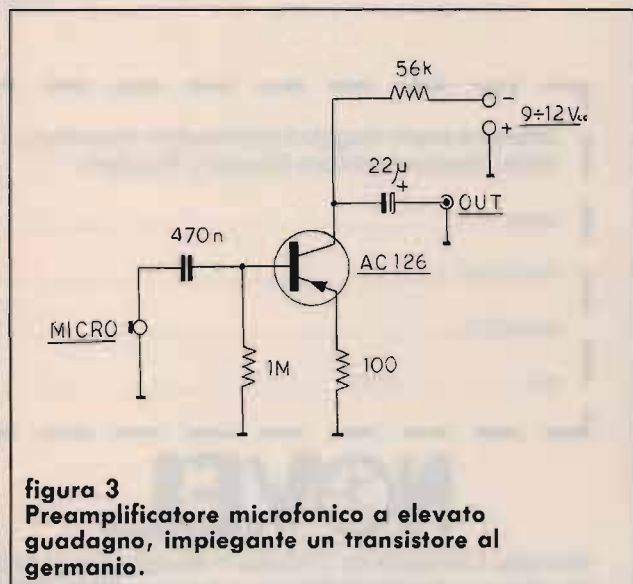 56k
−
+
9÷12Vcc
22µ
+
OUT
470n
AC126
MICRO
1M
100
figura 3
Preamplificatore microfonico a elevato
guadagno, impiegante un transistore al
germanio.